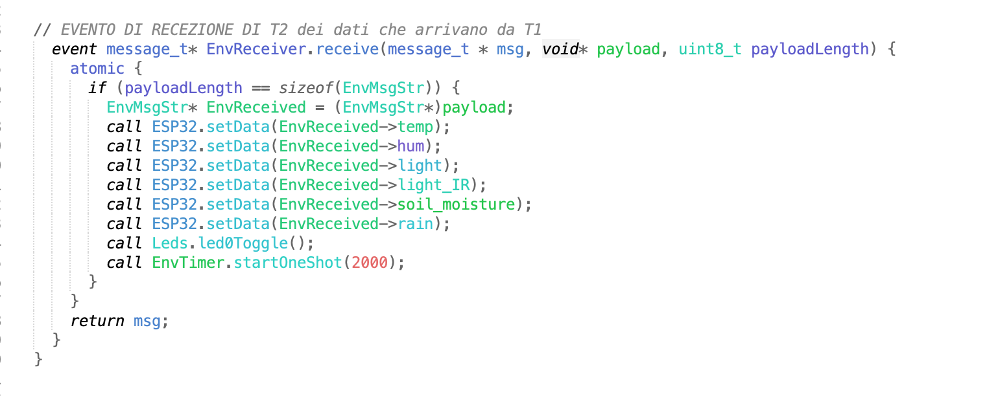 // EVENTO DI RECEZIONE DI T2 dei dati che arrivano da T1
event message_t* EnvReceiver.receive(message_t * msg, void* payload, uint8_t payloadLength) {
atomic {
if (payloadLength == sizeof(EnvMsgStr)) {
EnvMsgStr* EnvReceived = (EnvMsgStr*)payload;
call ESP32.setData(EnvReceived->temp);
call ESP32.setData(EnvReceived->hum);
call ESP32.setData(EnvReceived->light);
call ESP32.setData(EnvReceived->light_IR);
call ESP32.setData(EnvReceived->soil_moisture);
call ESP32.setData(EnvReceived->rain);
call Leds.led0Toggle();
call EnvTimer.startOneShot(2000);
}
}
return msg;
}
}